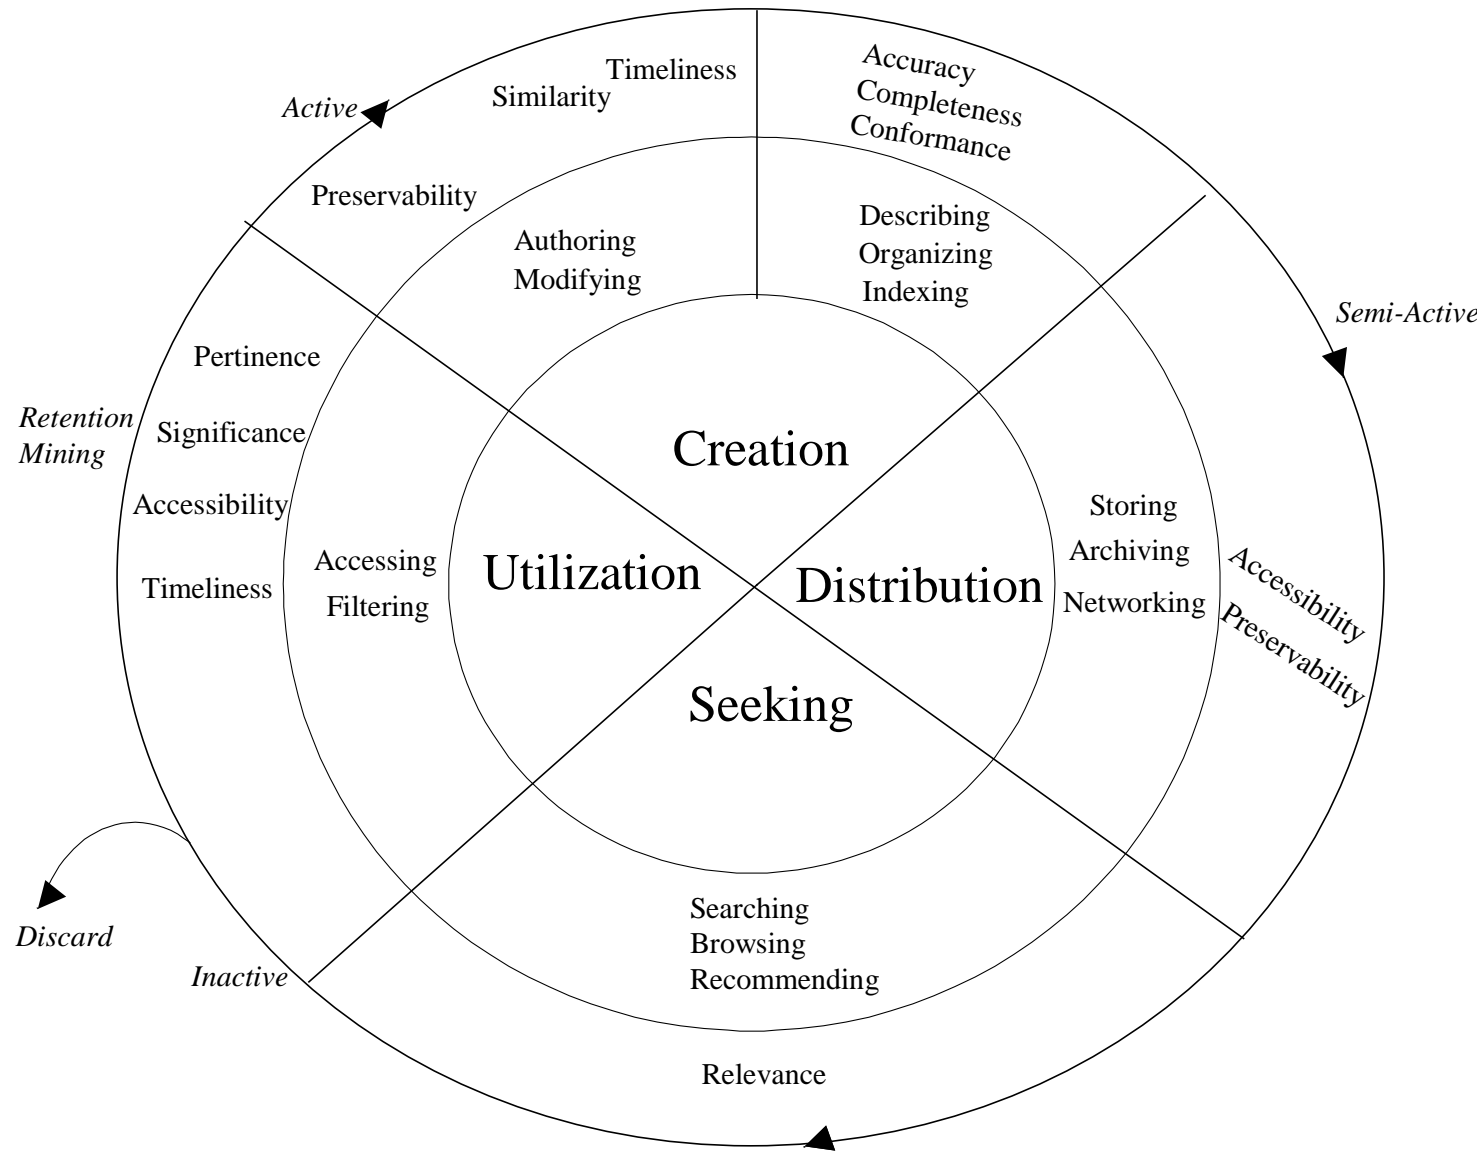 Timeliness
Similarity
Active
Preservability
Accuracy
Completeness
Conformance
Authoring
Modifying
Describing
Organizing
Indexing
Semi-Active
Pertinence
Retention
Mining
Significance
Accessibility
Timeliness
Accessing
Filtering
Creation
Utilization
Distribution
Seeking
Storing
Archiving
Networking
Accessibility
Preservability
Searching
Browsing
Recommending
Discard
Inactive
Relevance